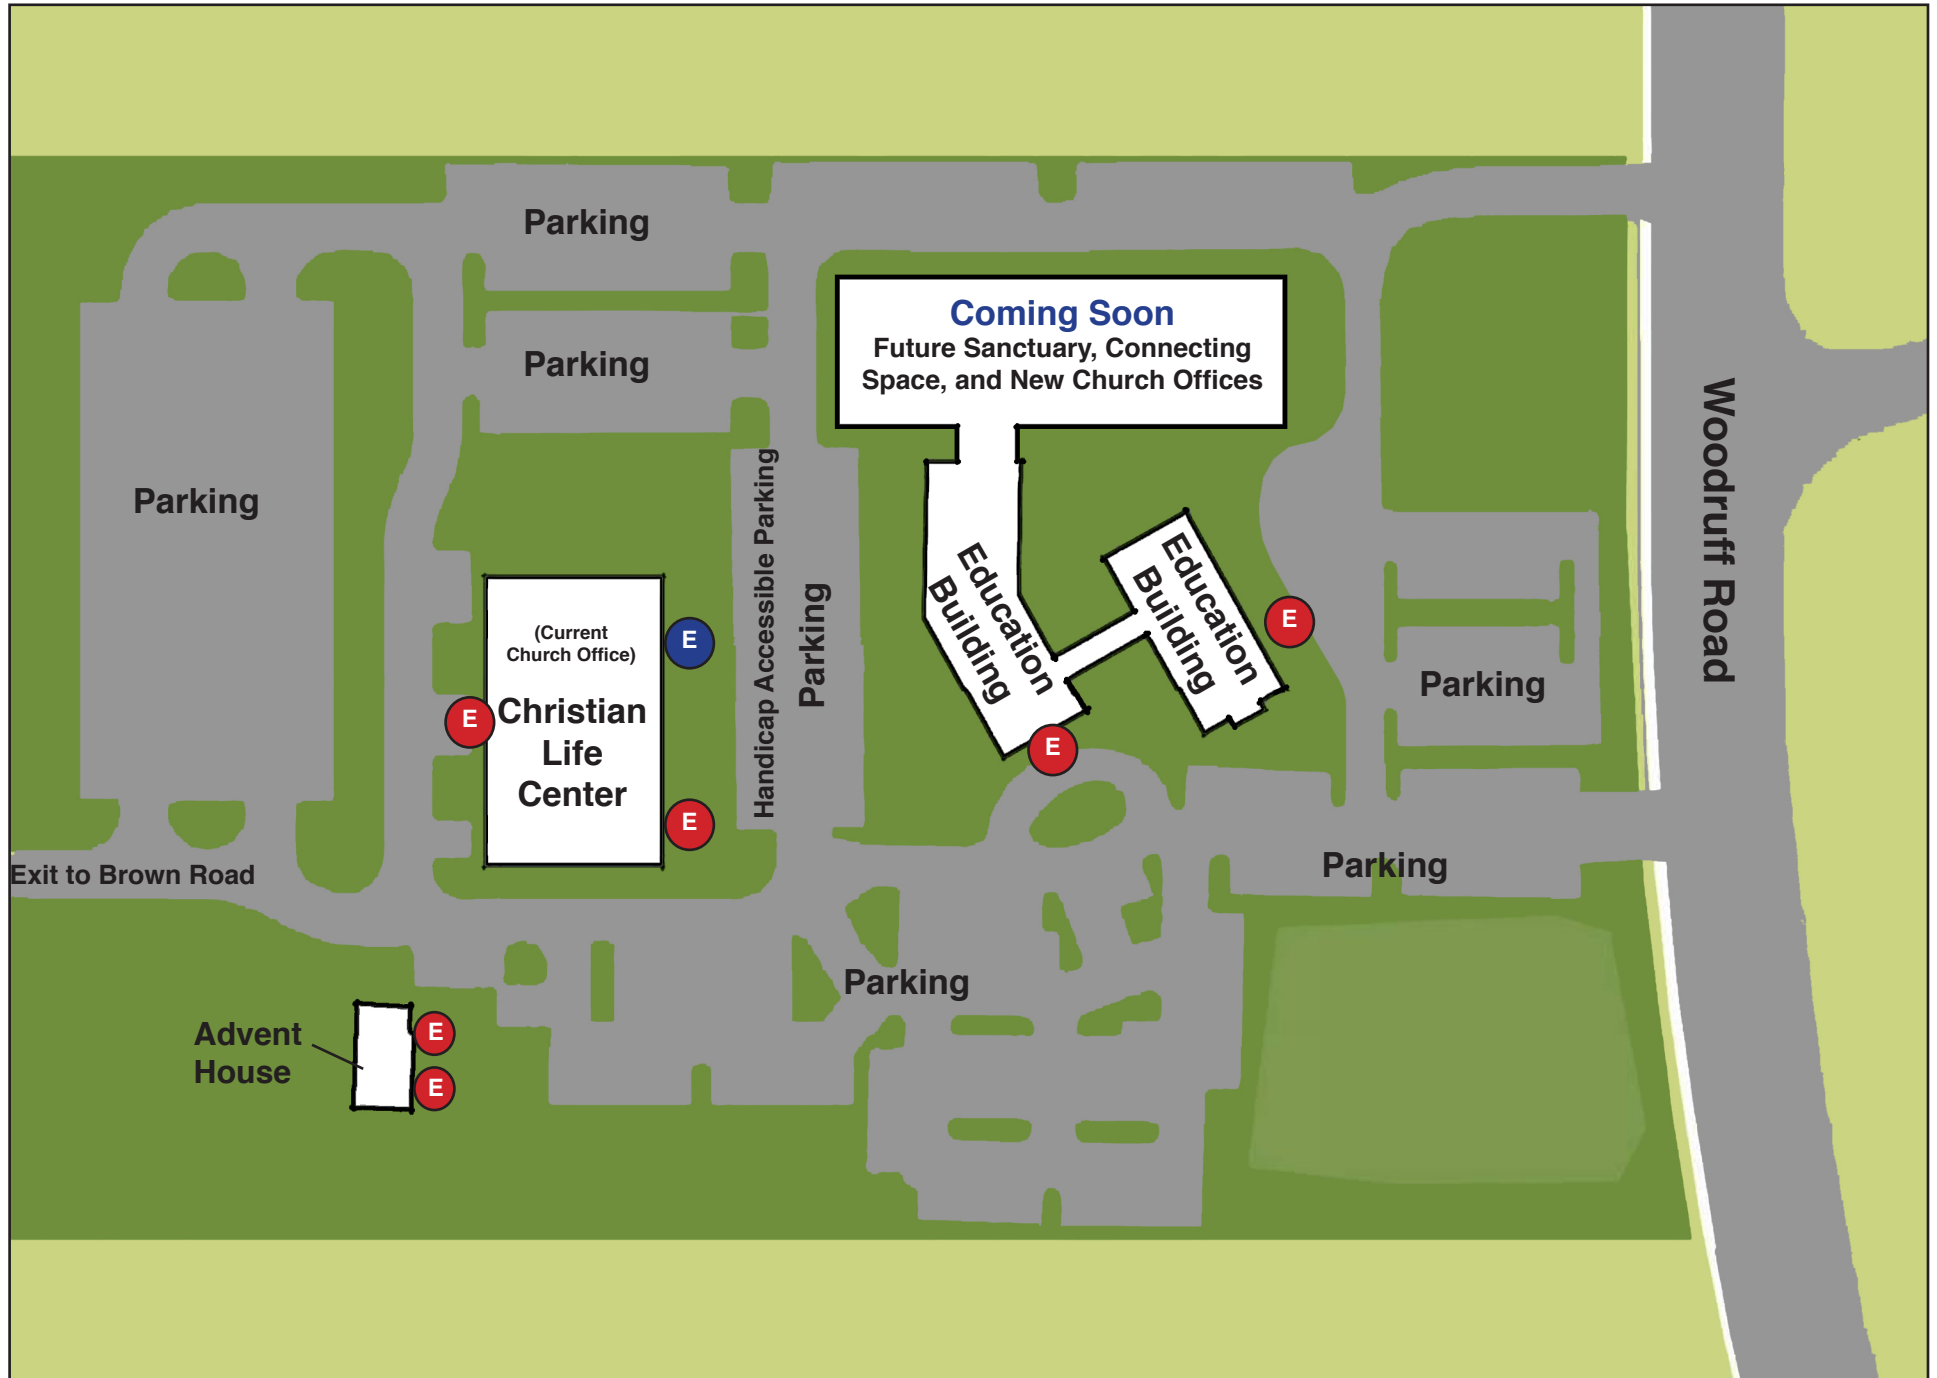 Parking
Coming Soon
Future Sanctuary, Connecting
Space, and New Church Offices
Parking
Woodruff Road
Parking
Handicap Accessible Parking
Parking
Education
Building
Education
Building
E
(Current
Church Office)
E
Christian
Life
Center
E
E
E
Parking
E
Parking
Exit to Brown Road
Parking
Advent
House
E
E